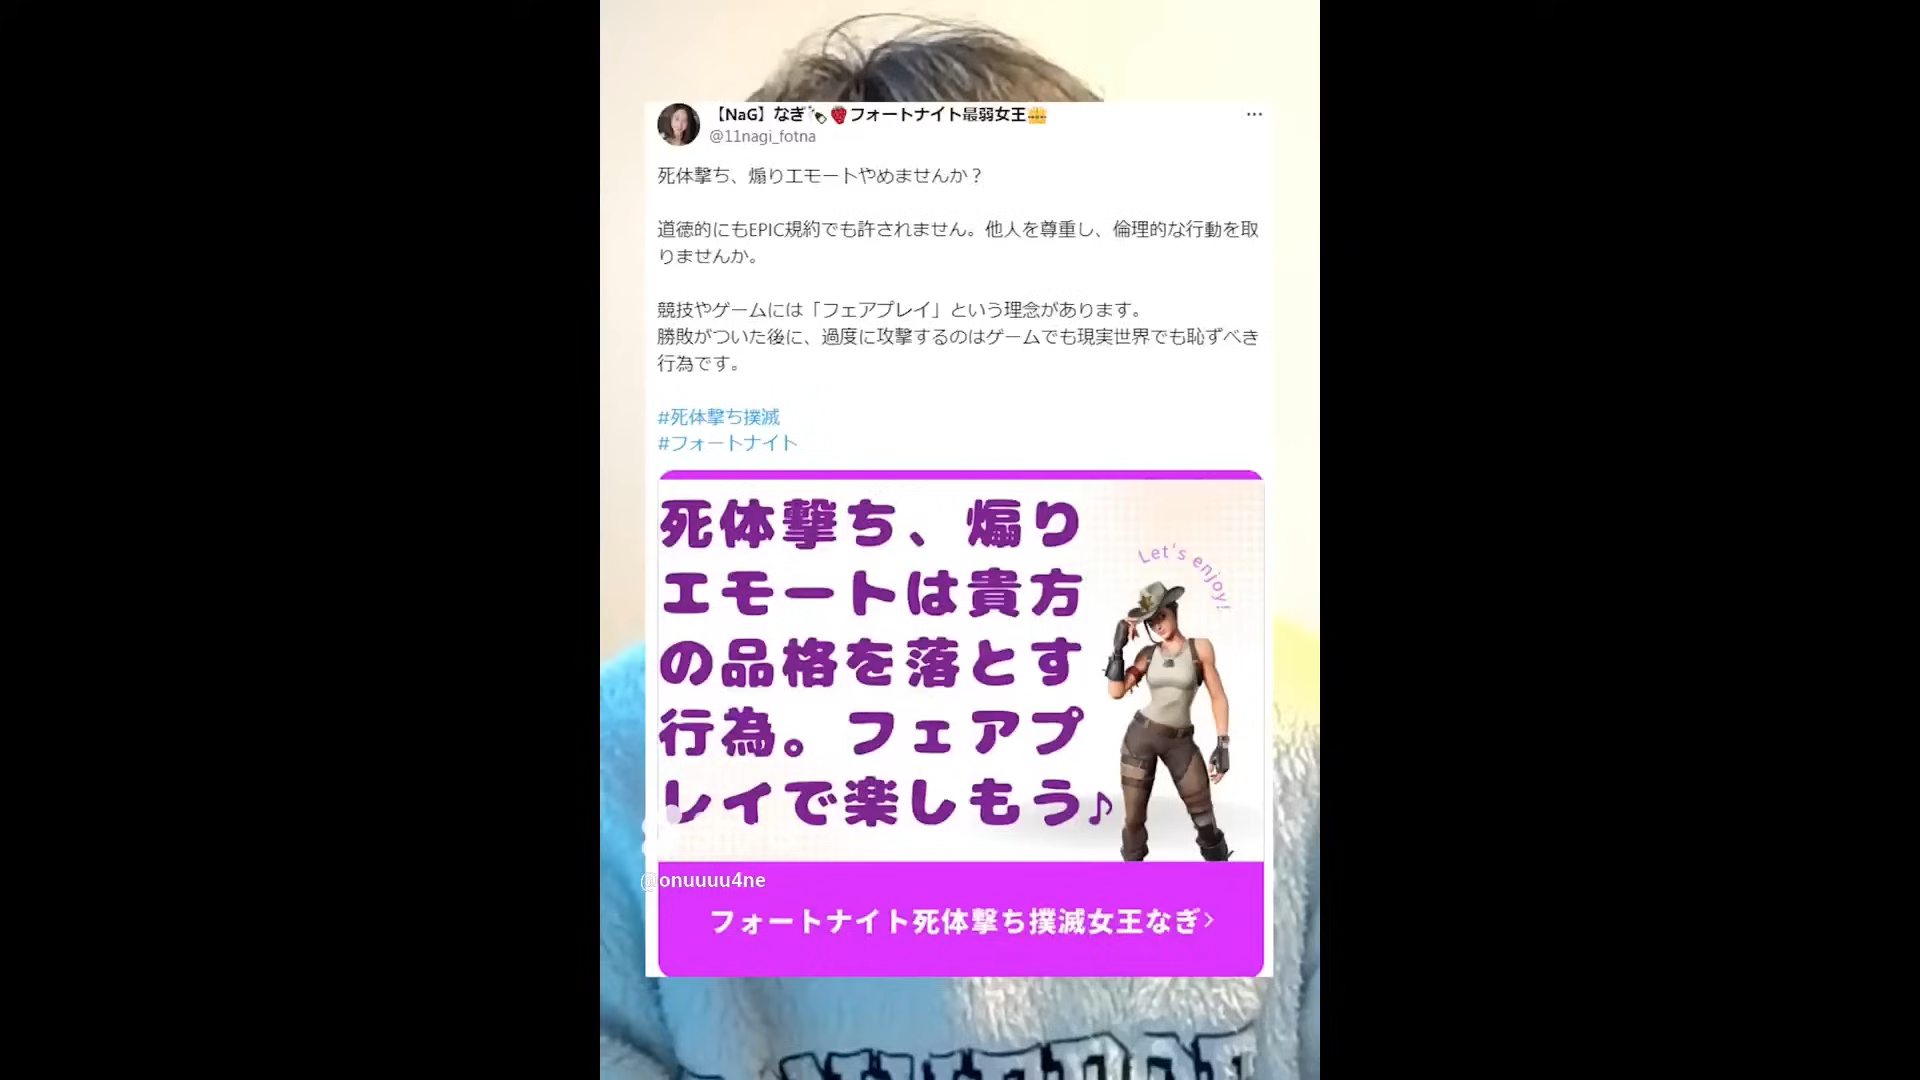 【NaG】なぎ🍾🍓フォートナイト最弱女王👑
@11nagi_fotna
死体撃ち、煽りエモートやめませんか？
道徳的にもEPIC規約でも許されません。他人を尊重し、倫理的な行動を取
りませんか。
競技やゲームには「フェアプレイ」という理念があります。
勝敗がついた後に、過度に攻撃するのはゲームでも現実世界でも恥ずべき
行為です。
#死体撃ち撲滅
#フォートナイト
死体撃ち、煽り
エモートは貴方
の品格を落とす
行為。フェアプ
レイで楽しもう♪
Let's enjoy!
@onuuuu4ne
フォートナイト死体撃ち撲滅女王なぎ>